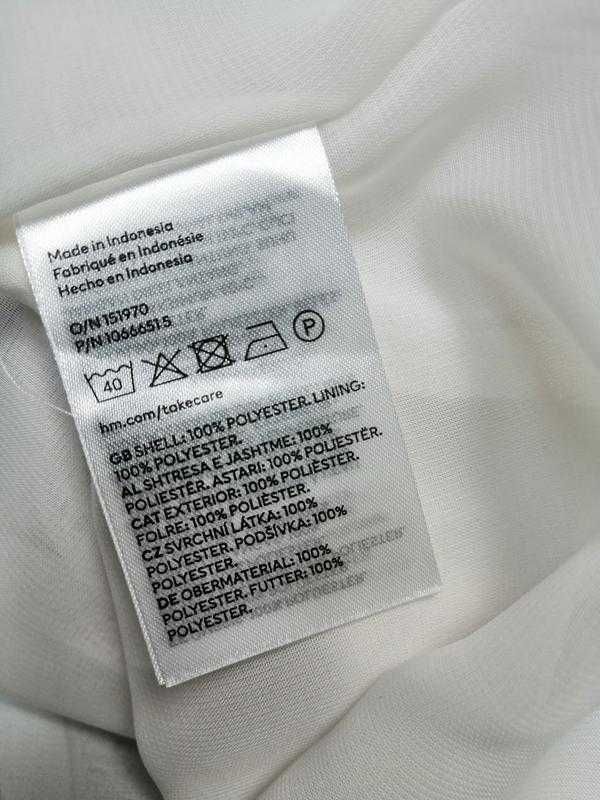 Made in Indonesia
Fabriqué en Indonésie
Hecho en Indonesia
O/N 151970
P/N 10666515
40
P
hm.com/takecare
GB SHELL: 100% POLYESTER. LINING:
100% POLYESTER.
AL SHTRESA E JASHTME: 100%
POLIESTËR. ASTARI: 100% POLIESTËR.
CAT EXTERIOR: 100% POLIÈSTER.
FOLRE: 100% POLIÈSTER.
CZ SVRCHNÍ LÁTKA: 100%
POLYESTER. PODŠÍVKA: 100%
POLYESTER.
DE OBERMATERIAL: 100%
POLYESTER. FUTTER: 100%
POLYESTER.